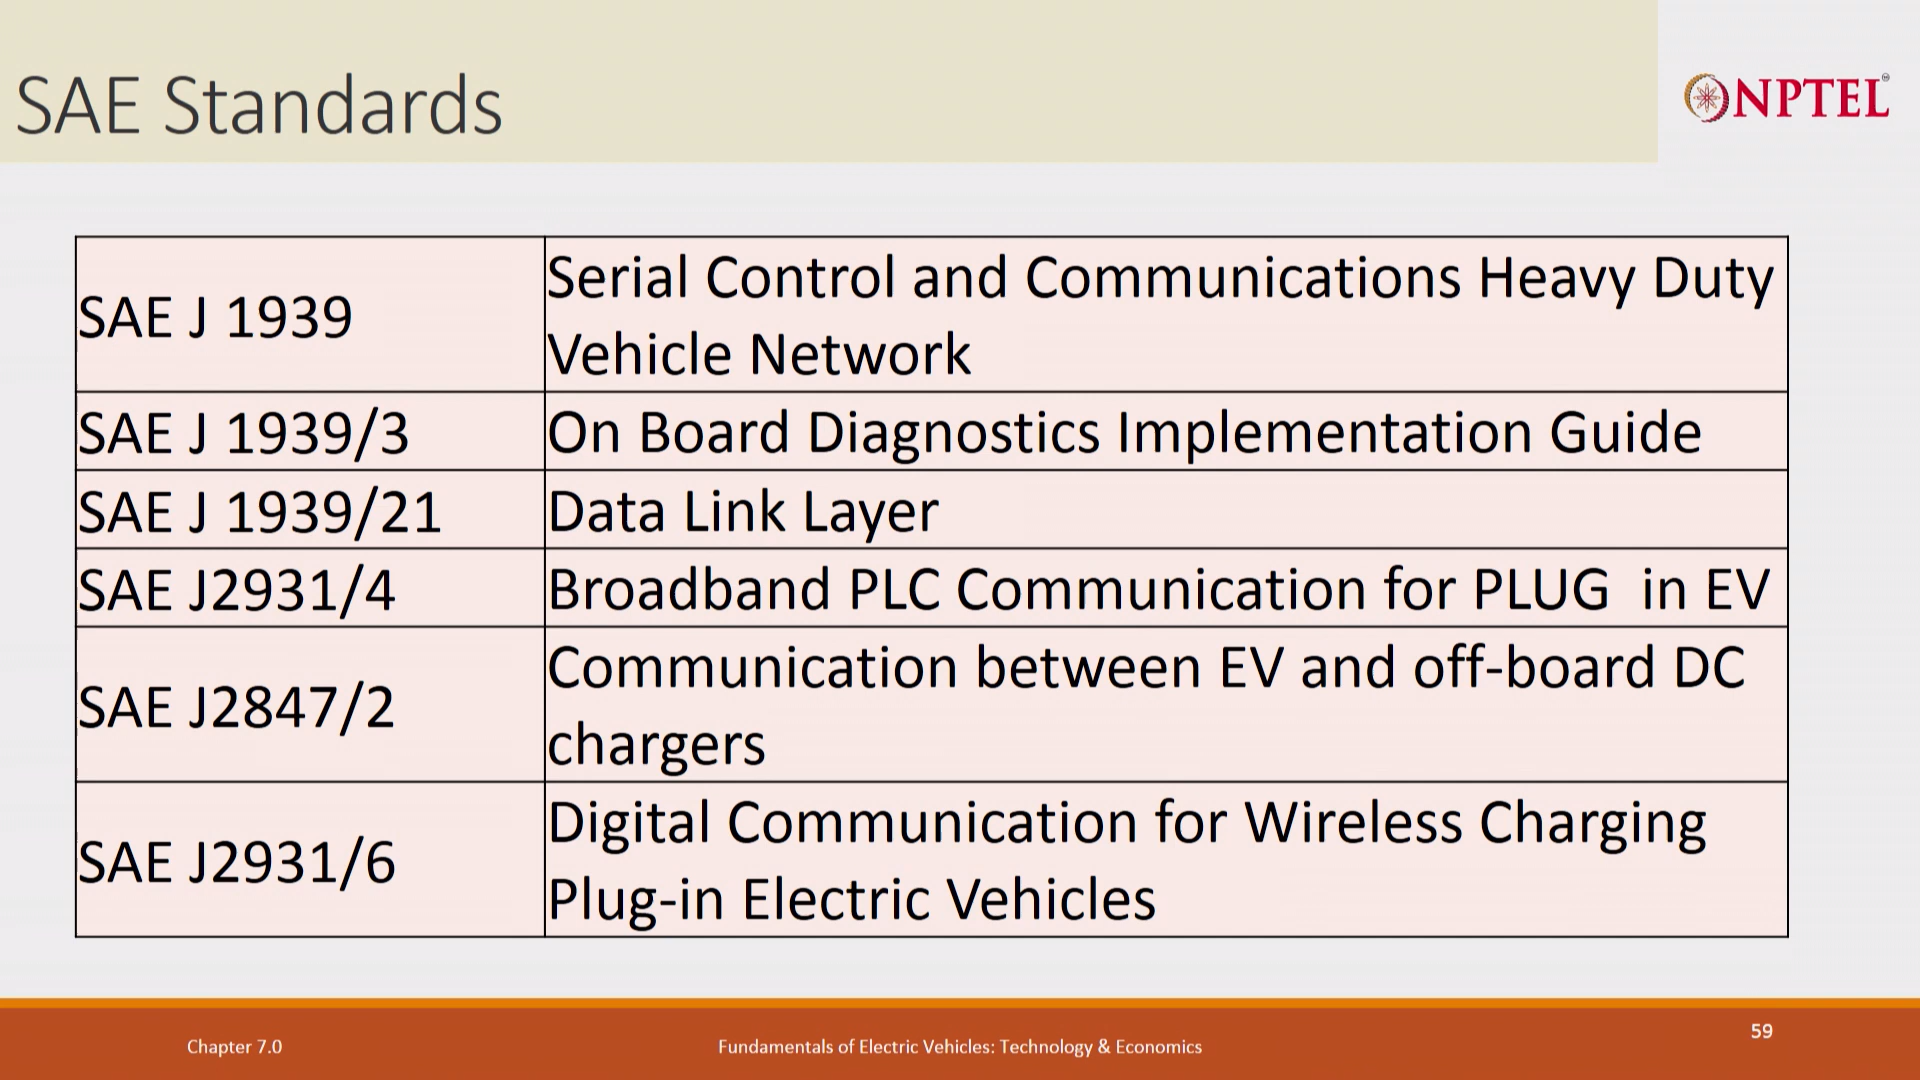 SAE Standards
NPTEL™
SAE J 1939
Serial Control and Communications Heavy Duty
Vehicle Network
SAE J 1939/3
On Board Diagnostics Implementation Guide
SAE J 1939/21
Data Link Layer
SAE J2931/4
Broadband PLC Communication for PLUG  in EV
SAE J2847/2
Communication between EV and off-board DC
chargers
SAE J2931/6
Digital Communication for Wireless Charging
Plug-in Electric Vehicles
Chapter 7.0
Fundamentals of Electric Vehicles: Technology & Economics
59